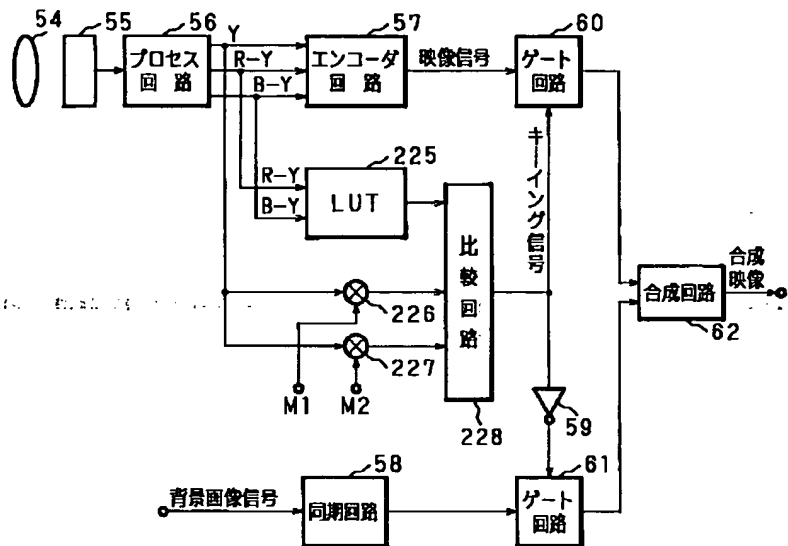 54
55
56
プロセス
回路
Y
R-Y
B-Y
57
エンコーダ
回路
映像信号
60
ゲート
回路
キーイング信号
225
R-Y
B-Y
LUT
比較回路
228
226
227
M1
M2
59
合成回路
62
合成
映像
背景画像信号
58
同期回路
61
ゲート
回路